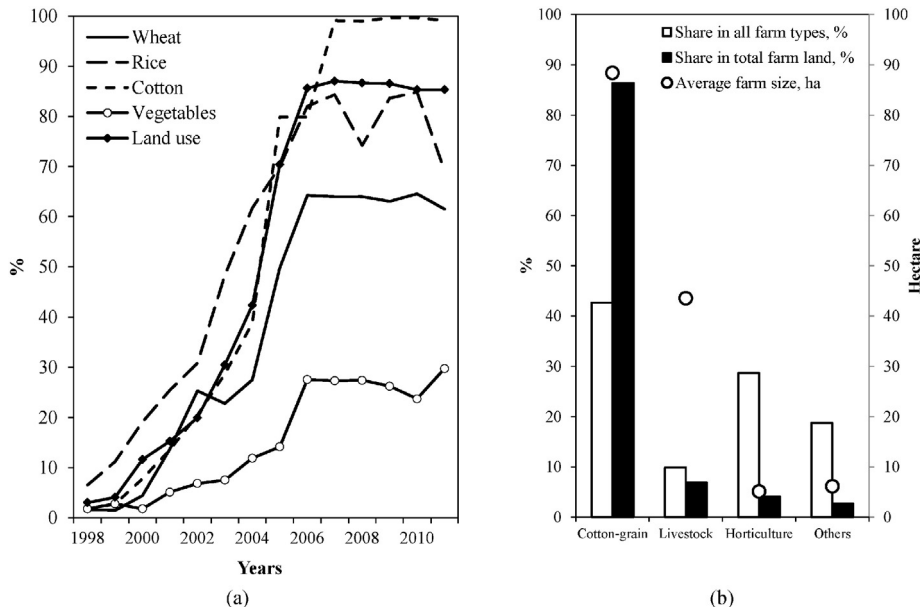 Wheat
Rice
Cotton
Vegetables
Land use
100
90
80
70
60
50
40
30
20
10
0
%
1998 2000 2002 2004 2006 2008 2010
Years
(a)
Share in all farm types, %
Share in total farm land, %
Average farm size, ha
100
90
80
70
60
50
40
30
20
10
0
%
100
90
80
70
60
50
40
30
20
10
0
Hectare
Cotton-grain Livestock Horticulture Others
(b)